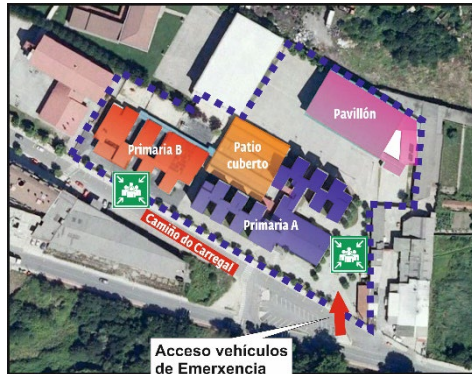 Pavillón
Patio
cuberto
Primaria B
Primaria A
Camiño do Carregal
Acceso vehículos
de Emerxencia